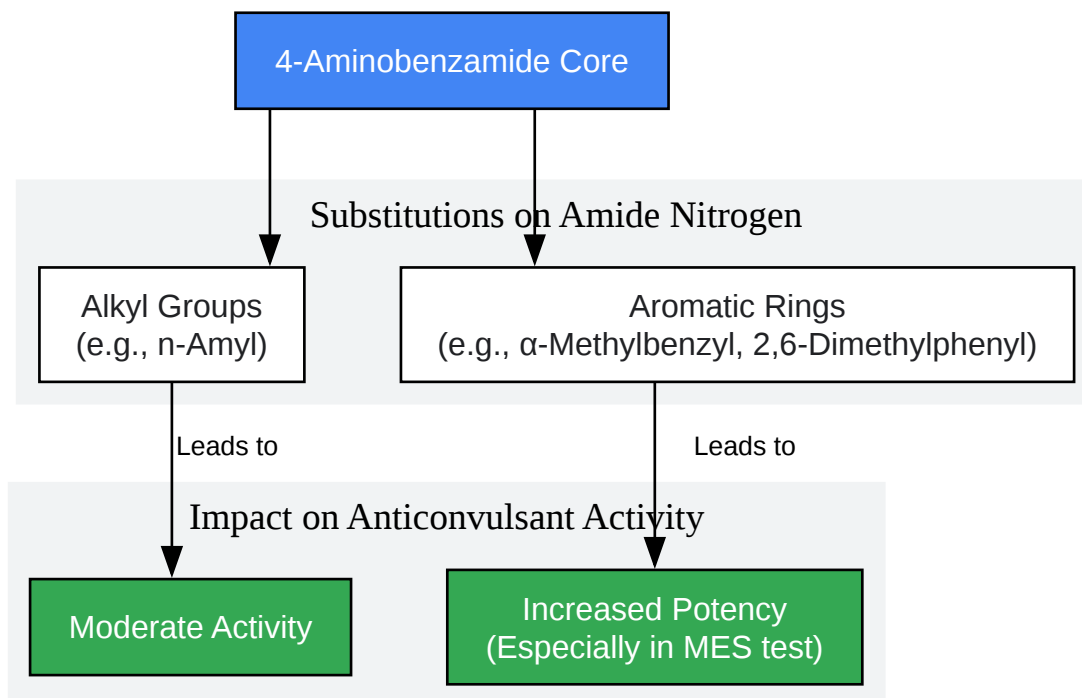 4-Aminobenzamide Core
Substitutions on Amide Nitrogen
Alkyl Groups
(e.g., n-Amyl)
Aromatic Rings
(e.g., α-Methylbenzyl, 2,6-Dimethylphenyl)
Leads to
Leads to
Impact on Anticonvulsant Activity
Moderate Activity
Increased Potency
(Especially in MES test)